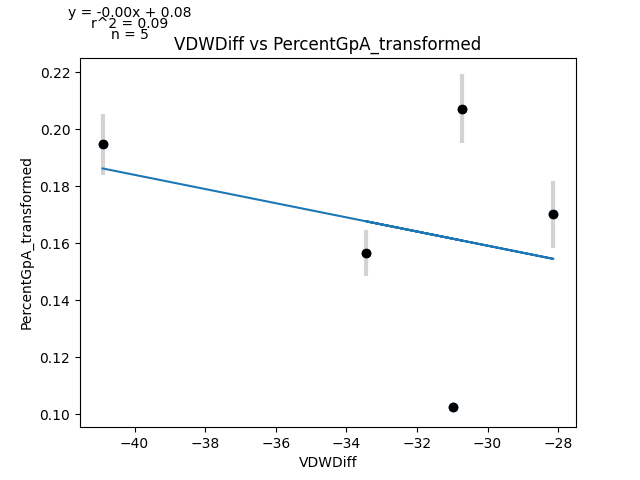 y = -0.00x + 0.08
r^2 = 0.09
n = 5
VDWDiff vs PercentGpA_transformed
0.22
0.20
0.18
0.16
0.14
0.12
0.10
PercentGpA_transformed
−40
−38
−36
−34
−32
−30
−28
VDWDiff